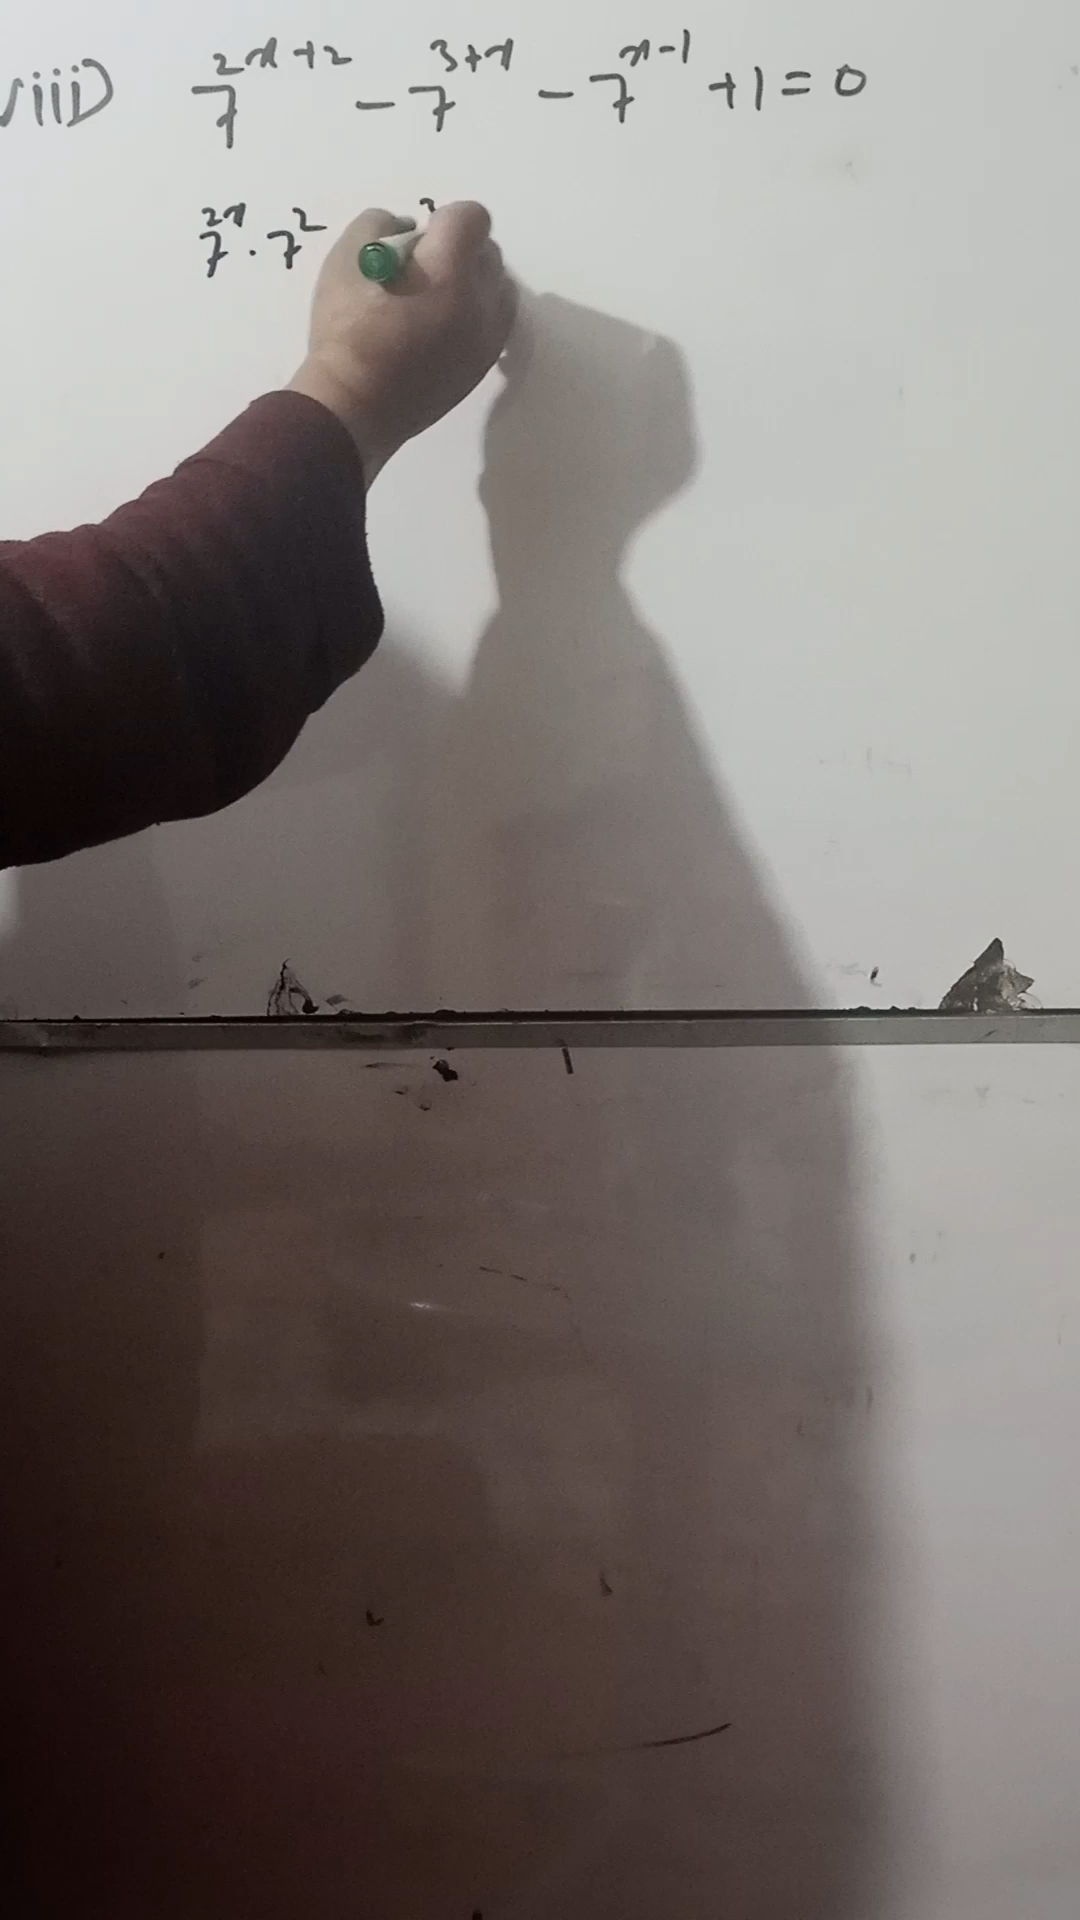 viii) 7^{2x+2} - 7^{3+x} - 7^{x-1} + 1 = 0
7^{2x} . 7^2